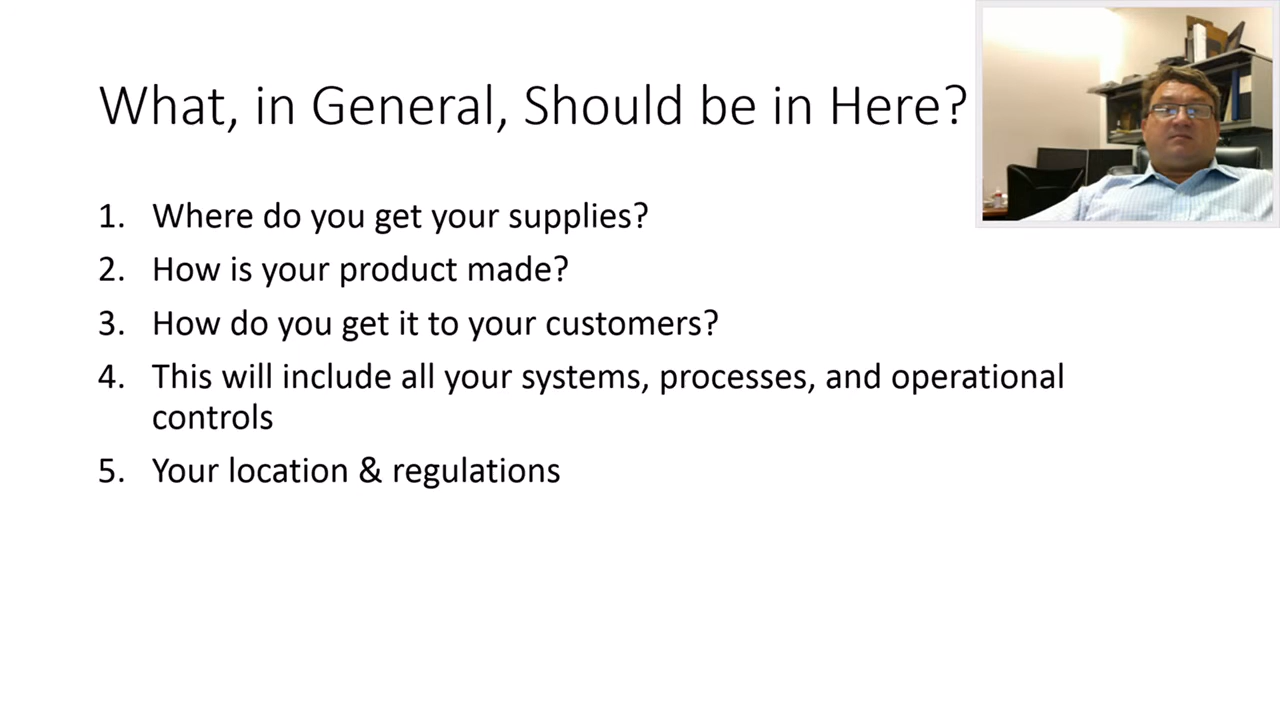 What, in General, Should be in Here?
1. Where do you get your supplies?
2. How is your product made?
3. How do you get it to your customers?
4. This will include all your systems, processes, and operational
controls
5. Your location & regulations